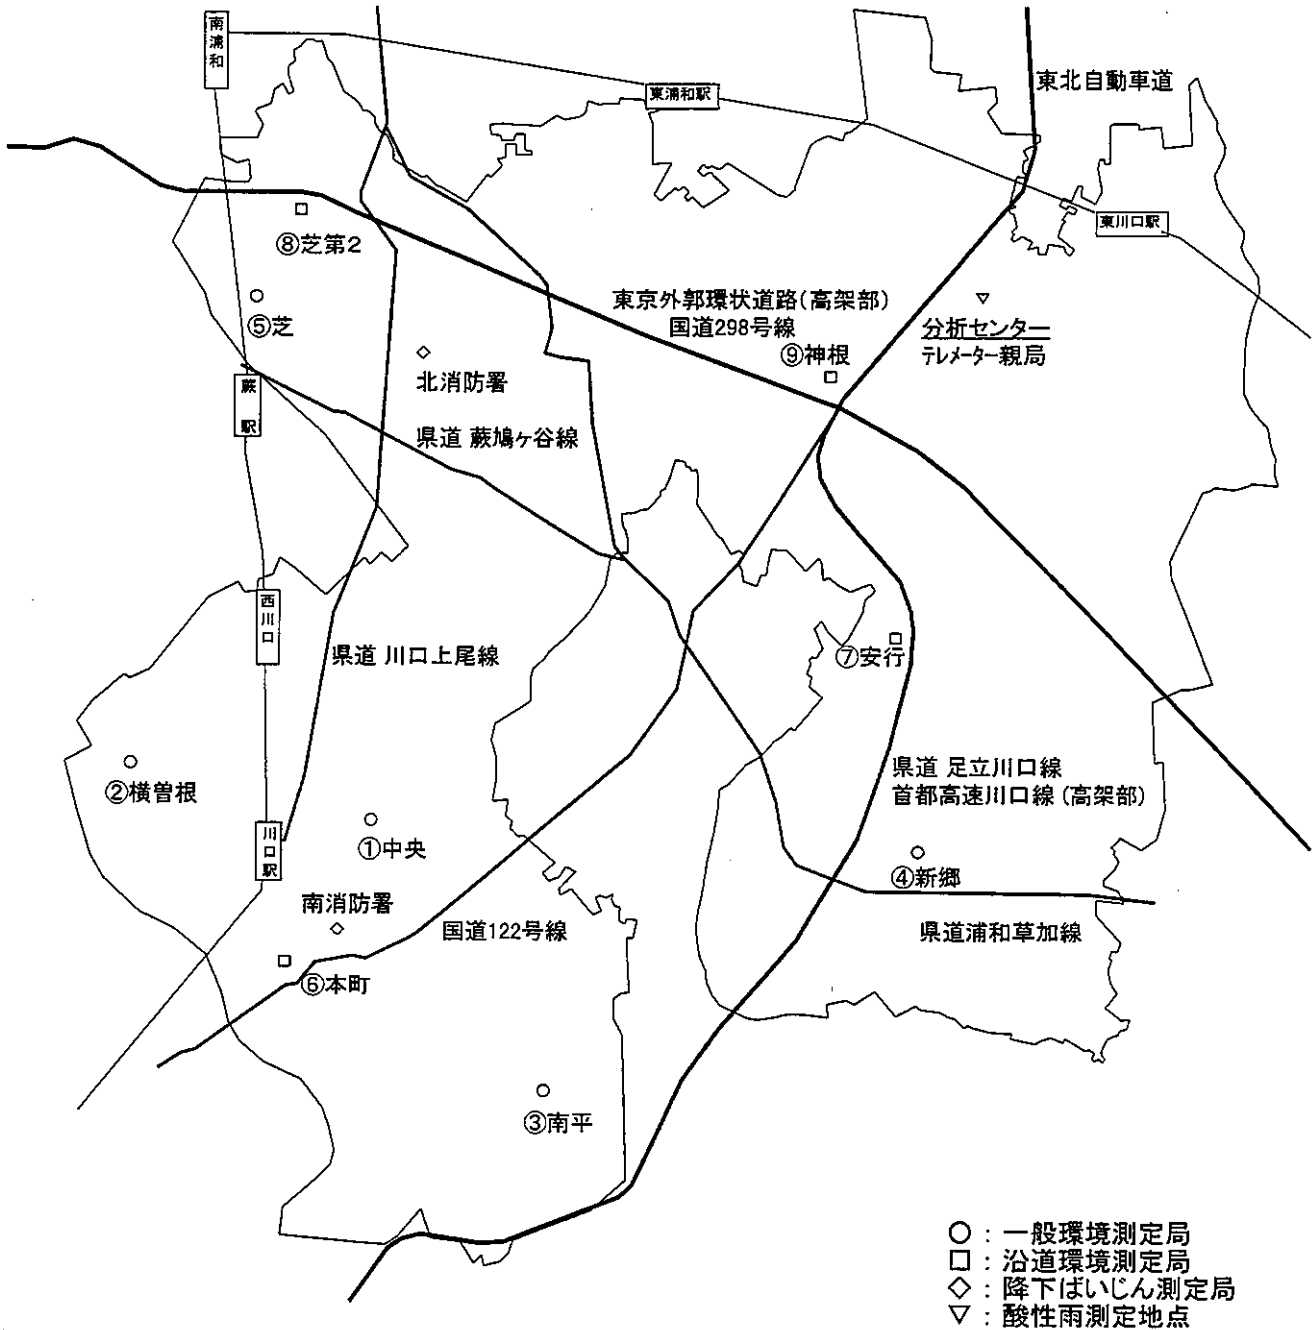 南浦和
東浦和駅
東北自動車道
東川口駅
⑧芝第2
⑤芝
東京外郭環状道路(高架部)
国道298号線
分析センター
テレメーター親局
⑨神根
北消防署
蕨駅
県道 蕨鳩ヶ谷線
西川口
県道 川口上尾線
⑦安行
②横曽根
県道 足立川口線
首都高速川口線(高架部)
川口駅
①中央
④新郷
南消防署
国道122号線
県道浦和草加線
⑥本町
③南平
○:一般環境測定局
□:沿道環境測定局
◇:降下ばいじん測定局
▽:酸性雨測定地点